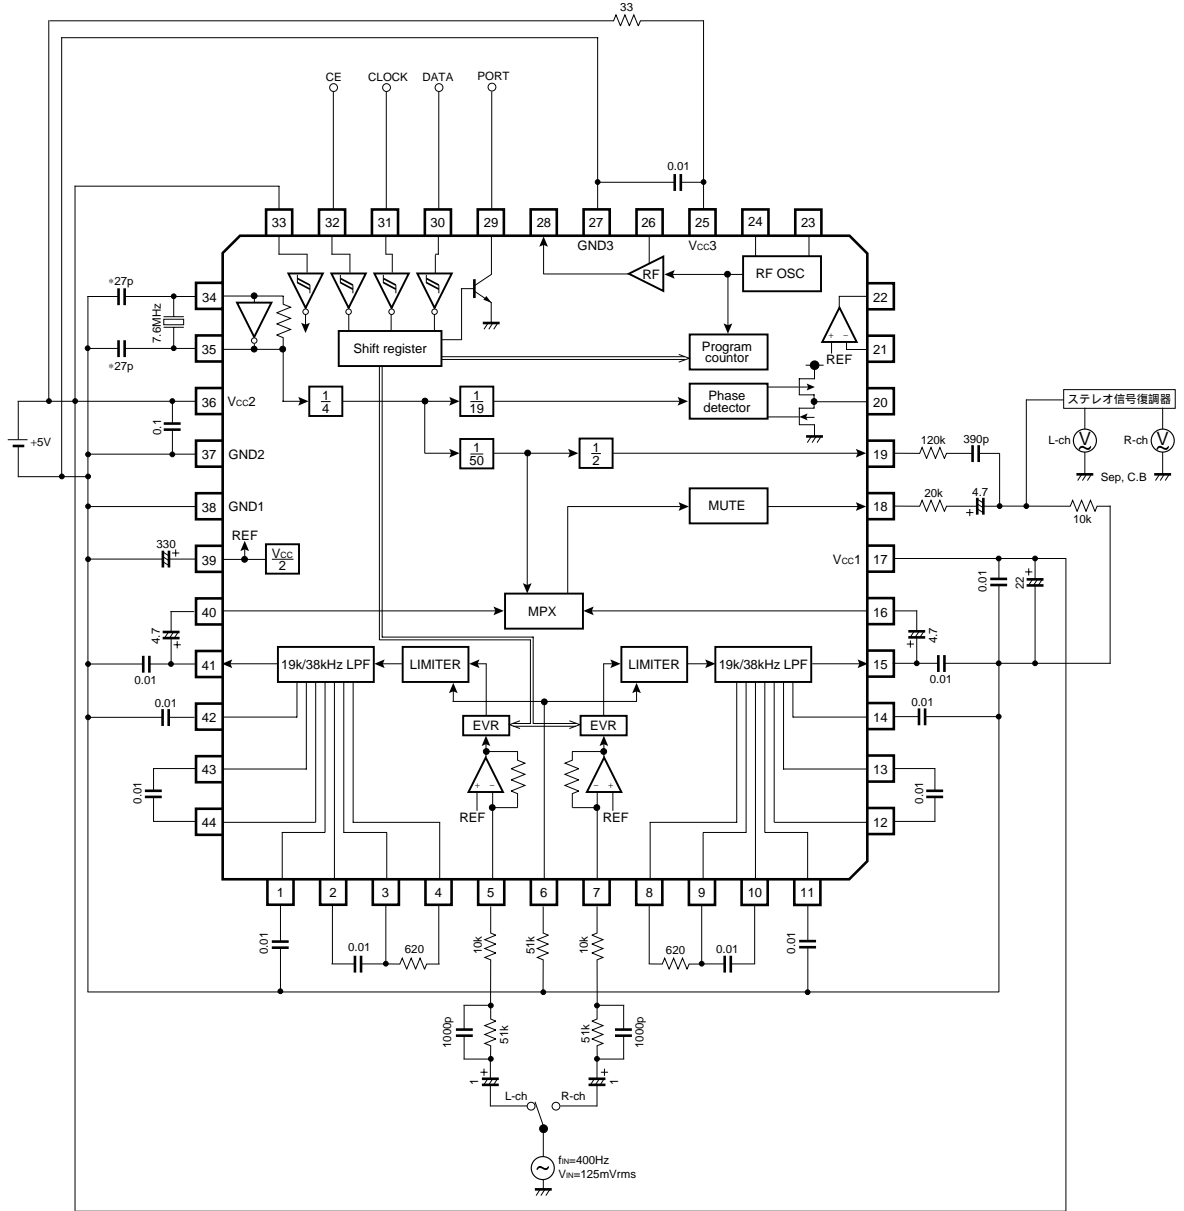 33
CE
CLOCK
DATA
PORT
0.01
33
32
31
30
29
28
27
26
25
24
23
GND3
Vcc3
RF
RF OSC
*27p
34
7.6MHz
35
*27p
Shift register
Program
countor
22
+ -
REF
21
36
Vcc2
0.1
+5V
37
GND2
1
4
1
19
Phase
detector
20
1
50
1
2
19
120k
390p
ステレオ信号復調器
L-ch
V
R-ch
V
Sep, C.B
38
GND1
MUTE
18
20k
4.7
+
10k
330
+
39
REF
Vcc
2
Vcc1
17
0.01
22
+
40
MPX
16
4.7
+
+
4.7
41
0.01
19k/38kHz LPF
LIMITER
LIMITER
19k/38kHz LPF
15
0.01
0.01
42
EVR
EVR
14
0.01
43
0.01
44
+ -
REF
- +
REF
13
0.01
12
1
2
3
4
5
6
7
8
9
10
11
0.01
0.01
620
10k
51k
10k
620
0.01
0.01
1000p
51k
51k
1000p
+
1
+
1
L-ch
R-ch
~
fIN=400Hz
VIN=125mVrms